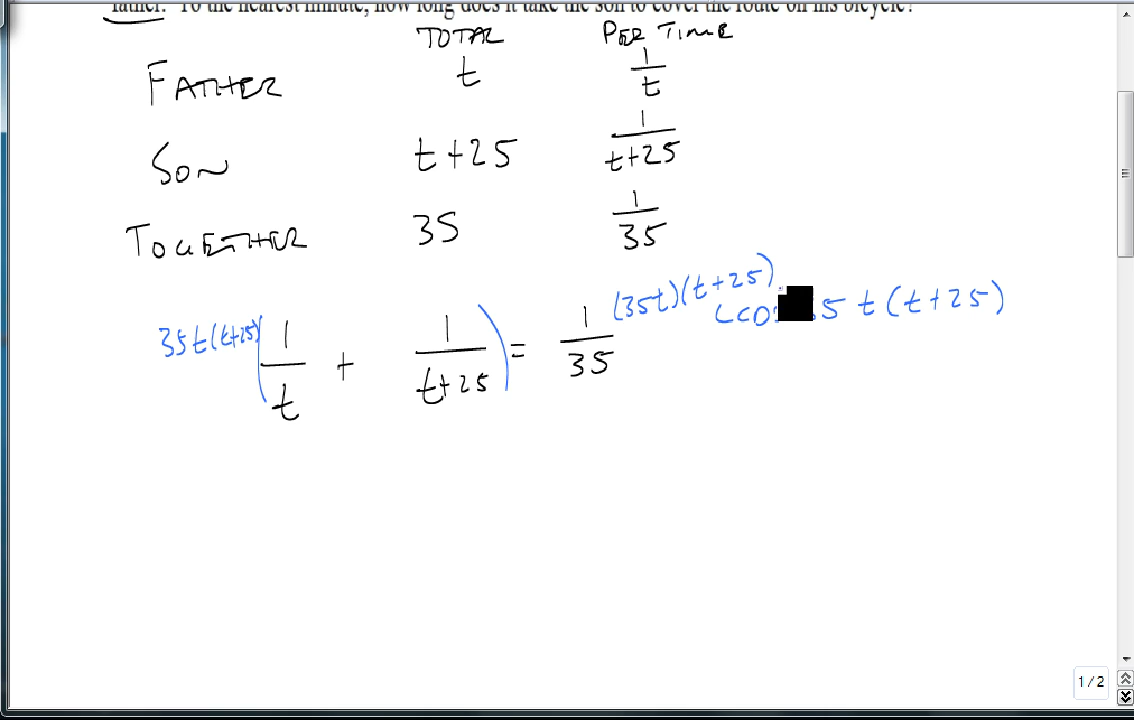 father. To the nearest minute, how long does it take the son to cover the route on his bicycle?
TOTAL PER TIME
FATHER t 1/t
SON t+25 1/(t+25)
TOGETHER 35 1/35
LCD: 5 t(t+25)
35t(t+25)(1/t + 1/(t+25)) = 1/35 (35t)(t+25)
1/2